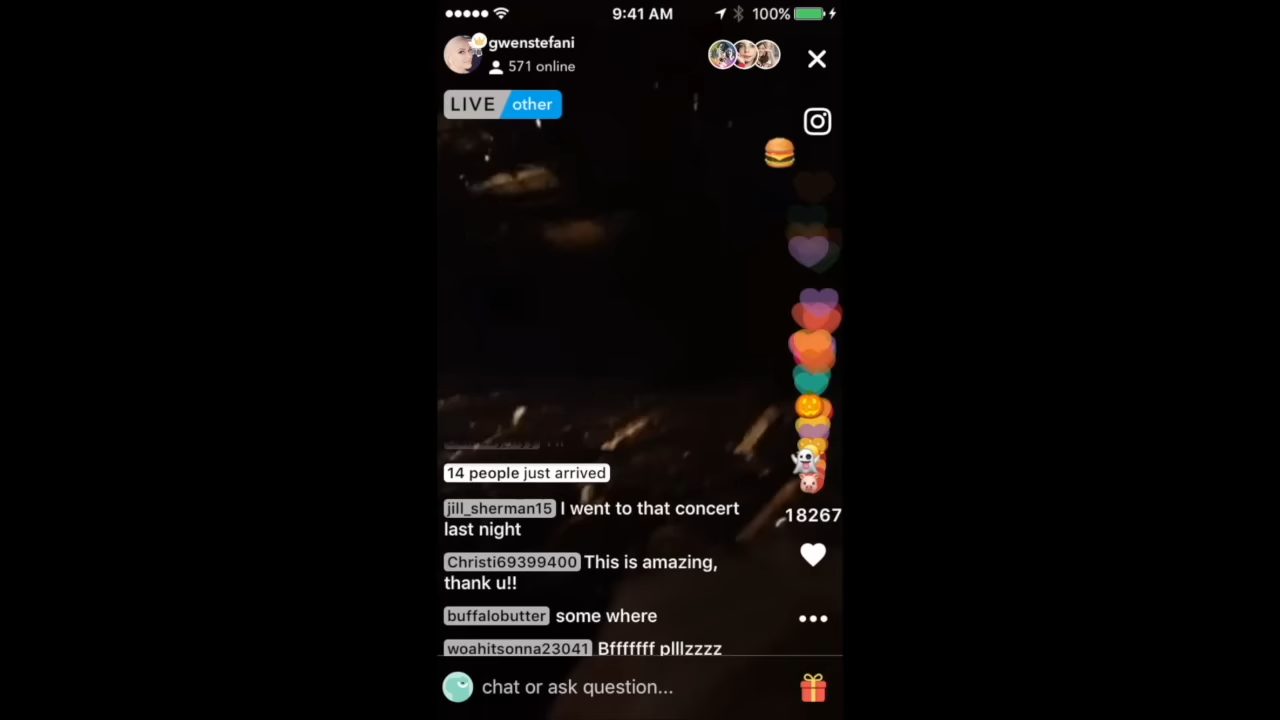 9:41 AM 100%
gwenstefani
571 online
LIVE other
14 people just arrived
jill_sherman15 I went to that concert
last night
18267
Christi69399400 This is amazing,
thank u!!
buffalobutter some where
woahitsonna23041 Bfffffff plllzzzz
chat or ask question...